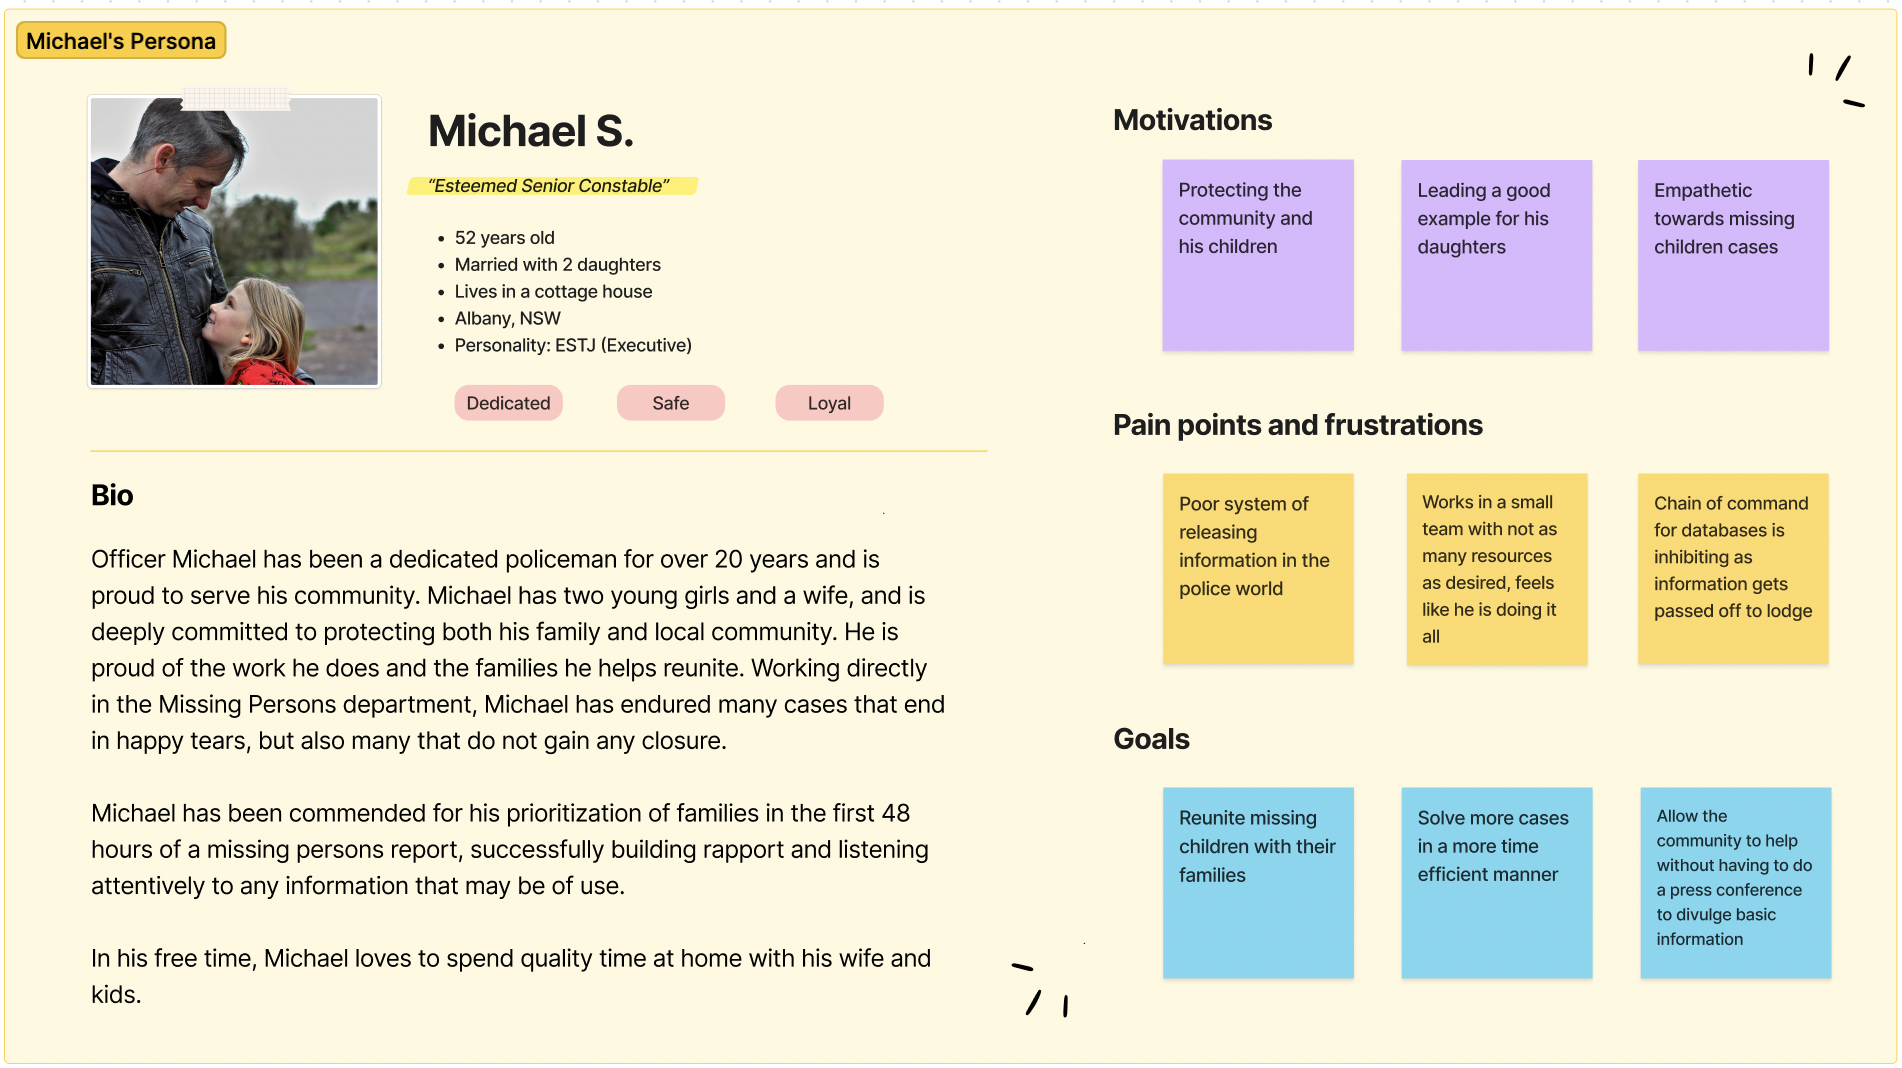 Michael's Persona
Michael S.
“Esteemed Senior Constable”
52 years old
Married with 2 daughters
Lives in a cottage house
Albany, NSW
Personality: ESTJ (Executive)
Dedicated
Safe
Loyal
Bio
Officer Michael has been a dedicated policeman for over 20 years and is
proud to serve his community. Michael has two young girls and a wife, and is
deeply committed to protecting both his family and local community. He is
proud of the work he does and the families he helps reunite. Working directly
in the Missing Persons department, Michael has endured many cases that end
in happy tears, but also many that do not gain any closure.
Michael has been commended for his prioritization of families in the first 48
hours of a missing persons report, successfully building rapport and listening
attentively to any information that may be of use.
In his free time, Michael loves to spend quality time at home with his wife and
kids.
Motivations
Protecting the
community and
his children
Leading a good
example for his
daughters
Empathetic
towards missing
children cases
Pain points and frustrations
Poor system of
releasing
information in the
police world
Works in a small
team with not as
many resources
as desired, feels
like he is doing it
all
Chain of command
for databases is
inhibiting as
information gets
passed off to lodge
Goals
Reunite missing
children with their
families
Solve more cases
in a more time
efficient manner
Allow the
community to help
without having to do
a press conference
to divulge basic
information